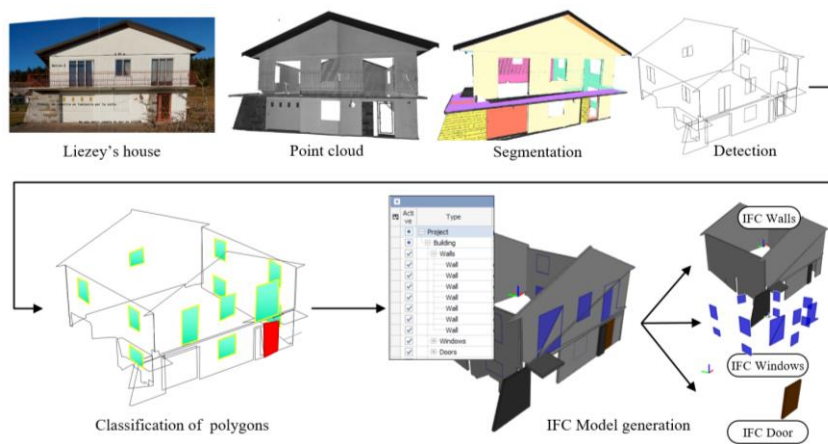 Liezey's house
Point cloud
Segmentation
Detection
Classification of polygons
Active
Type
Project
Building
Walls
Wall
Wall
Wall
Wall
Wall
Wall
Wall
Windows
Doors
IFC Model generation
IFC Walls
IFC Windows
IFC Door